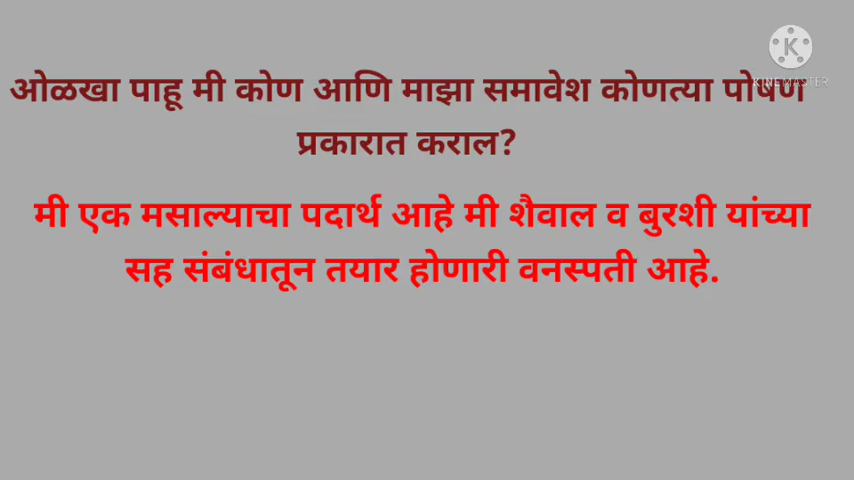 K
KINEMASTER
ओळखा पाहू मी कोण आणि माझा समावेश कोणत्या पोषण
प्रकारात कराल?
मी एक मसाल्याचा पदार्थ आहे मी शैवाल व बुरशी यांच्या
सह संबंधातून तयार होणारी वनस्पती आहे.